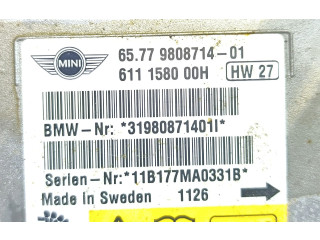 MINI
65.77 9808714-01
611 1580 00H HW 27
BMW-Nr: *31980871401I*
Serien-Nr: *11B177MA0331B*
Made In Sweden 1126